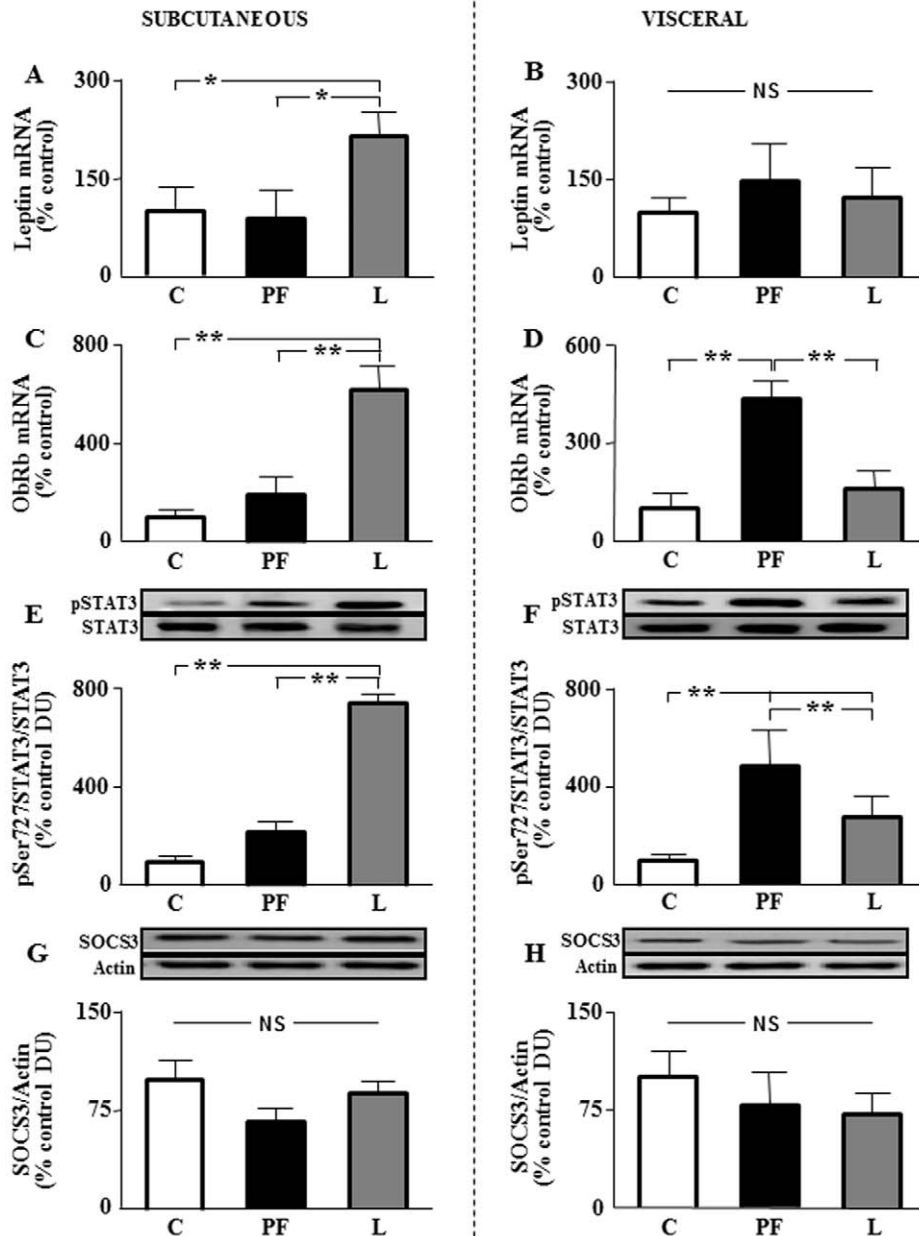 SUBCUTANEOUS
VISCERAL
A
Leptin mRNA
(% control)
300
150
0
*
*
C PF L
B
Leptin mRNA
(% control)
300
150
0
NS
C PF L
C
ObRb mRNA
(% control)
800
400
0
**
**
C PF L
D
ObRb mRNA
(% control)
600
300
0
**
**
C PF L
E
pSTAT3
STAT3
pSer727STAT3/STAT3
(% control DU)
800
400
0
**
**
C PF L
F
pSTAT3
STAT3
pSer727STAT3/STAT3
(% control DU)
800
400
0
**
**
C PF L
G
SOCS3
Actin
SOCS3/Actin
(% control DU)
150
75
0
NS
C PF L
H
SOCS3
Actin
SOCS3/Actin
(% control DU)
150
75
0
NS
C PF L